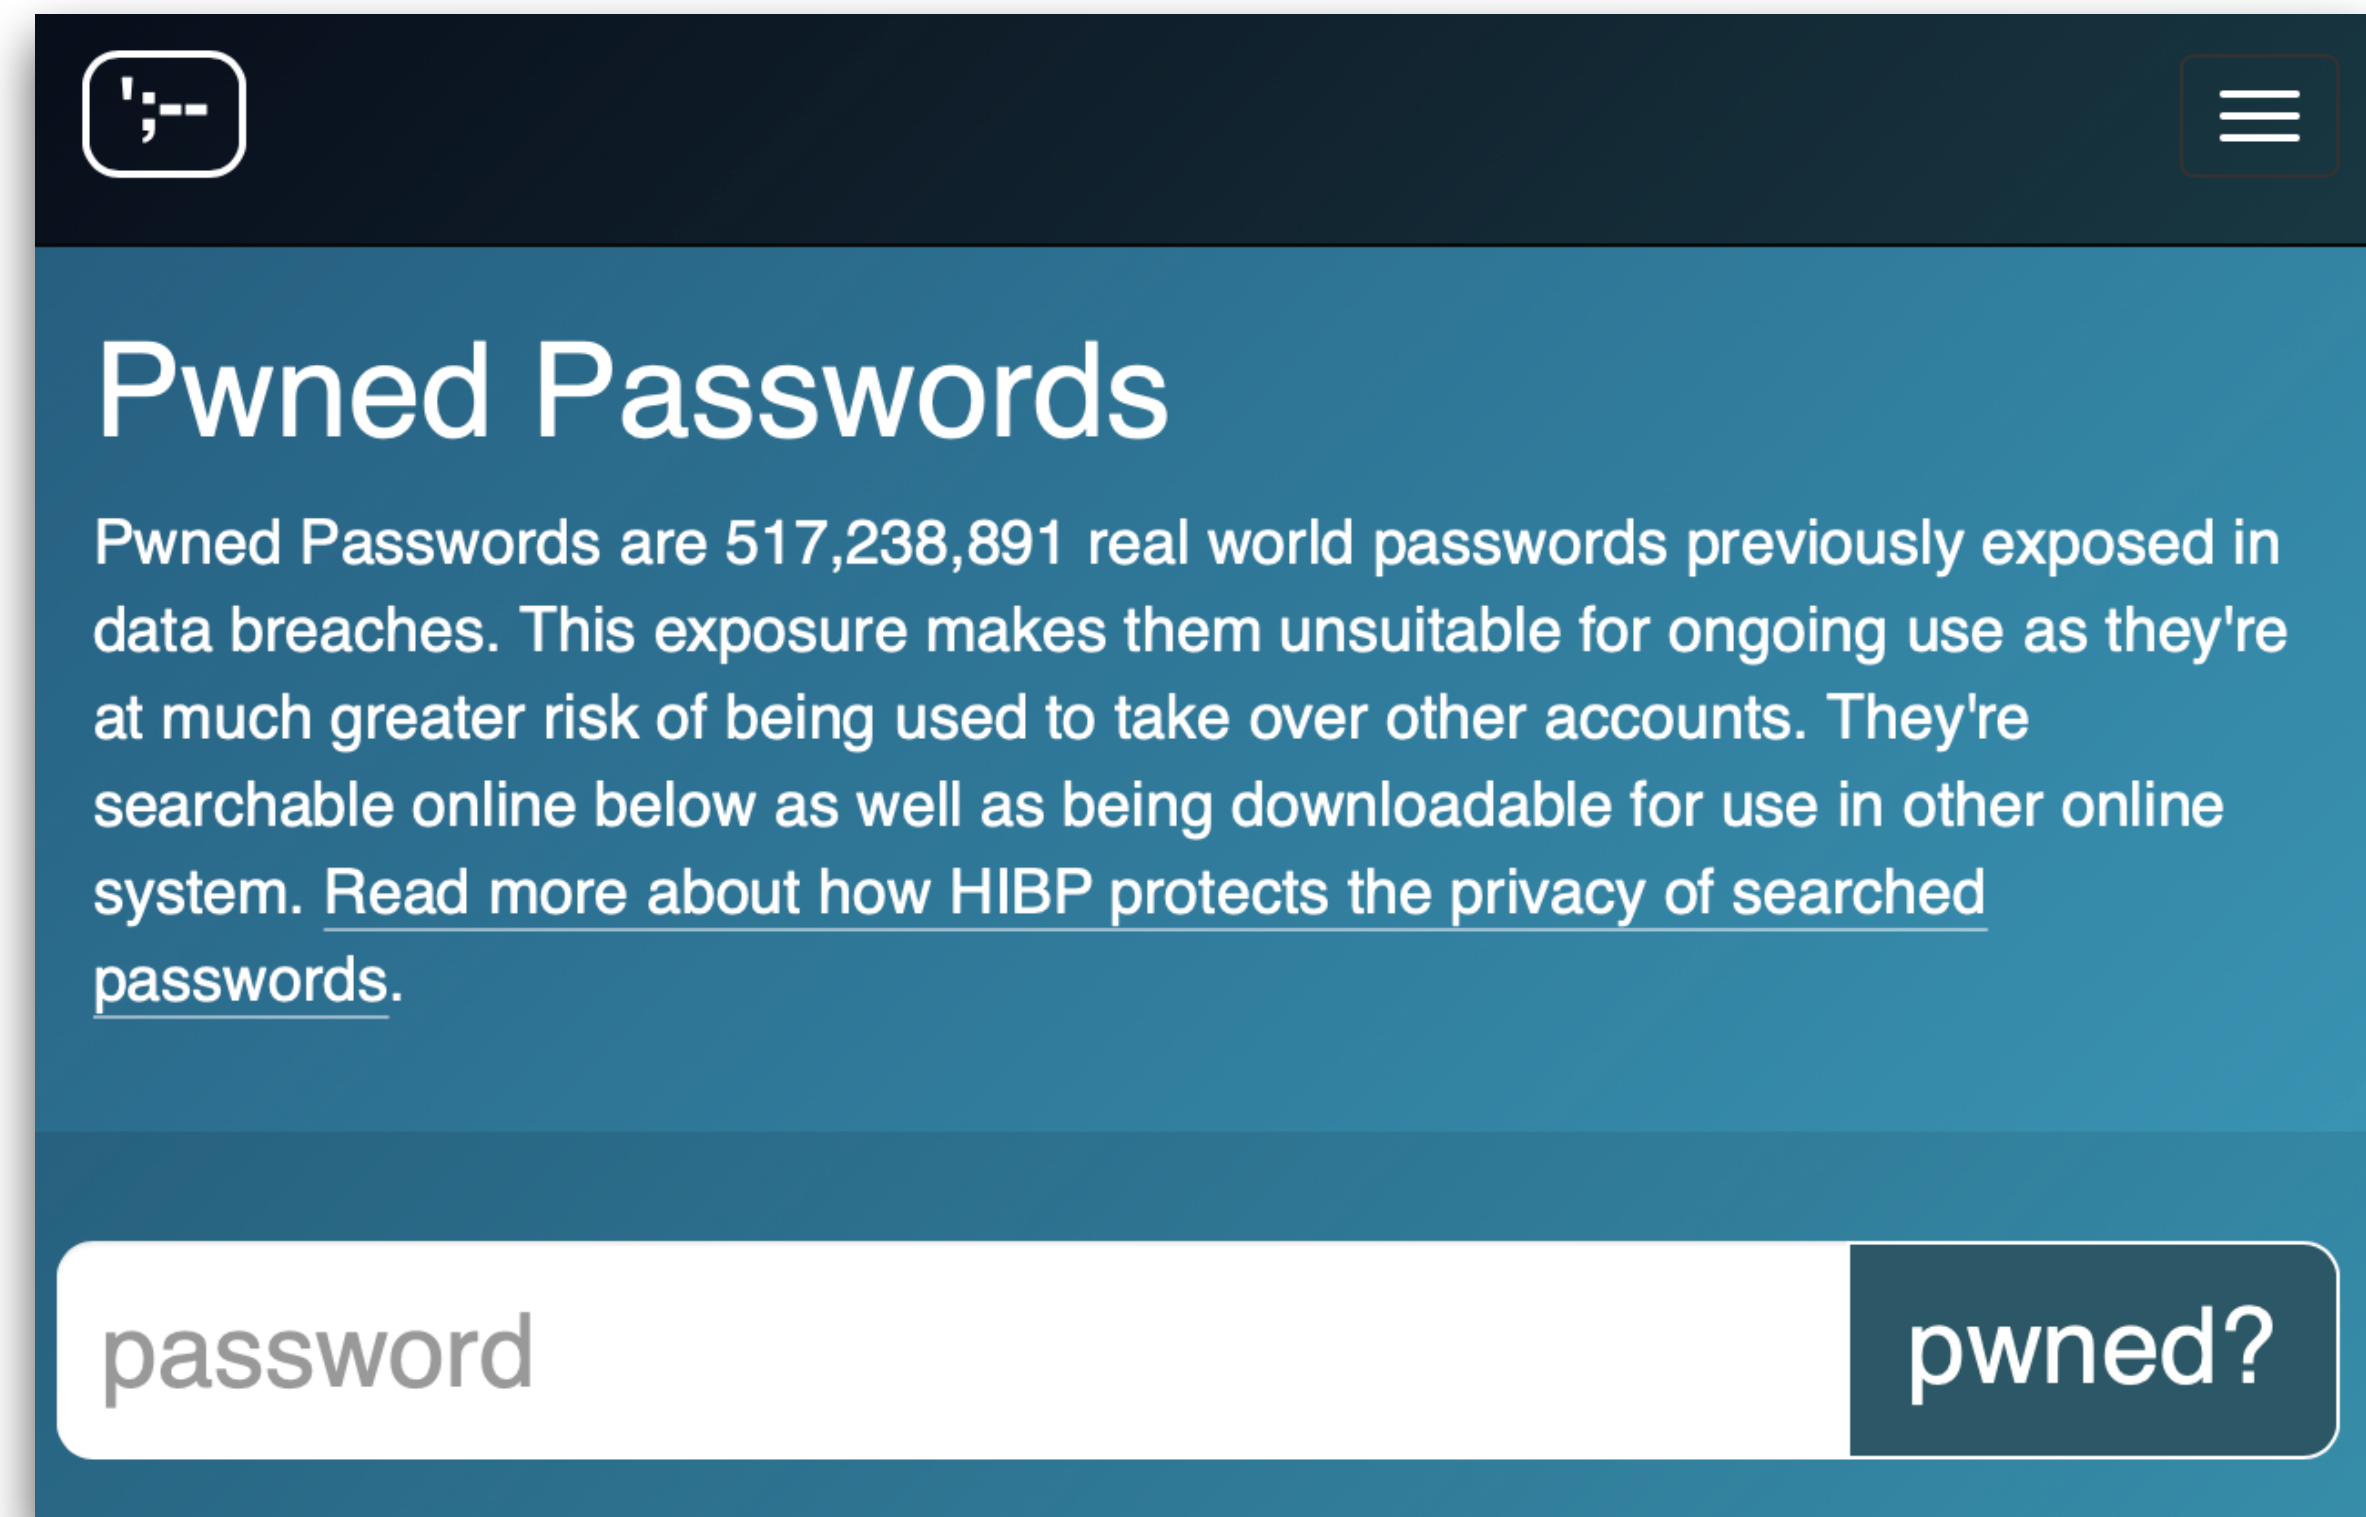 ';--
Pwned Passwords
Pwned Passwords are 517,238,891 real world passwords previously exposed in
data breaches. This exposure makes them unsuitable for ongoing use as they're
at much greater risk of being used to take over other accounts. They're
searchable online below as well as being downloadable for use in other online
system. Read more about how HIBP protects the privacy of searched
passwords.
password pwned?